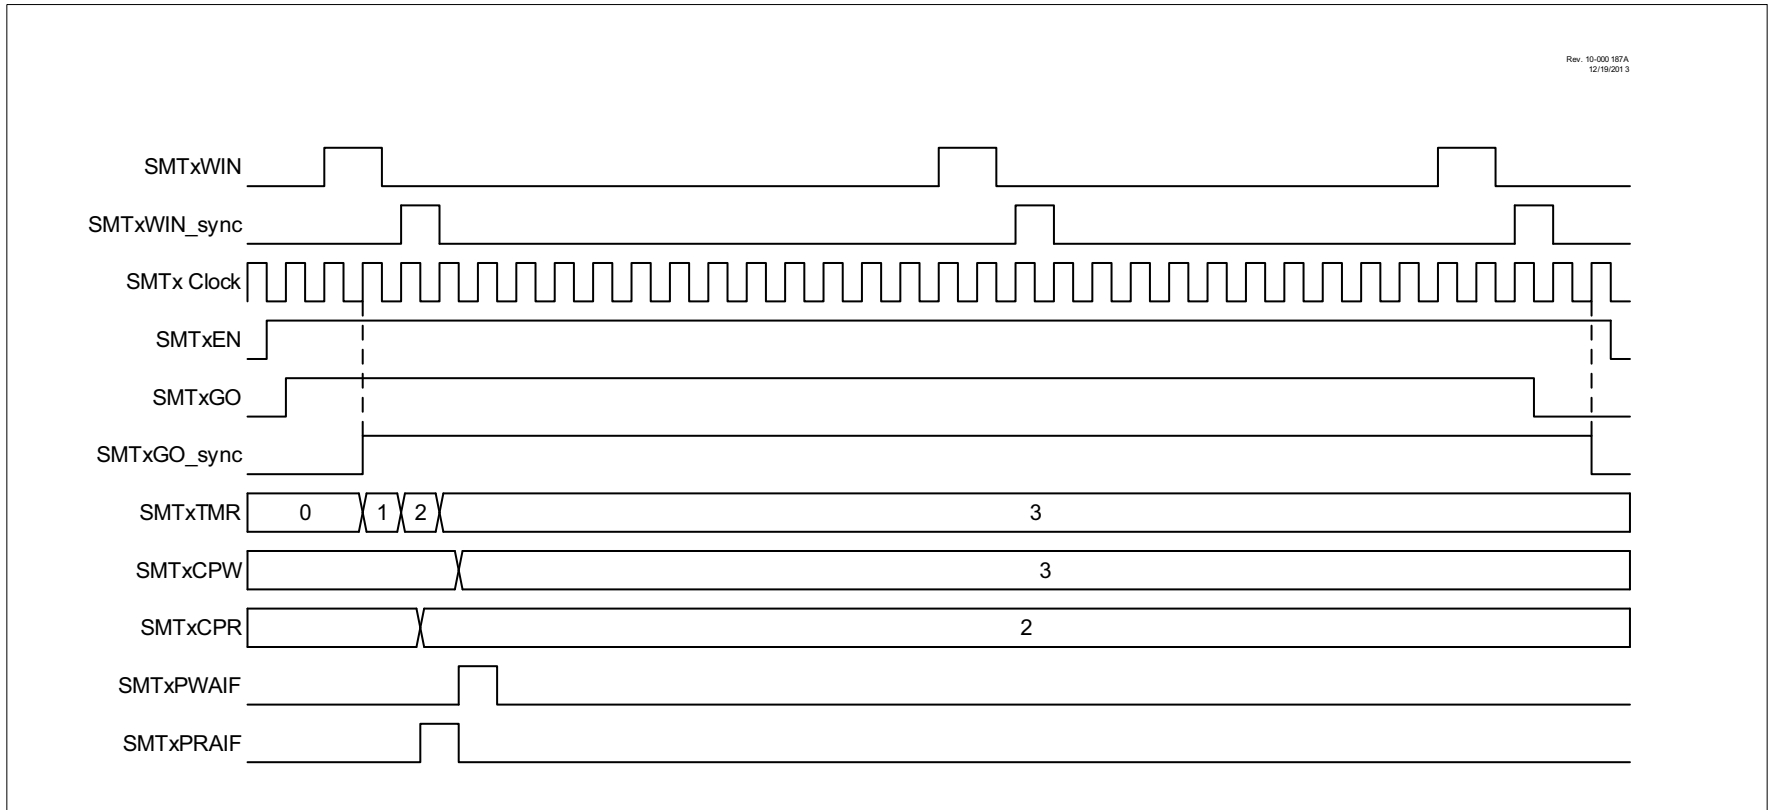 Rev. 10-000 187A
12/19/201 3
SMTxWIN
SMTxWIN_sync
SMTx Clock
SMTxEN
SMTxGO
SMTxGO_sync
SMTxTMR 0 1 2 3
SMTxCPW 3
SMTxCPR 2
SMTxPWAIF
SMTxPRAIF